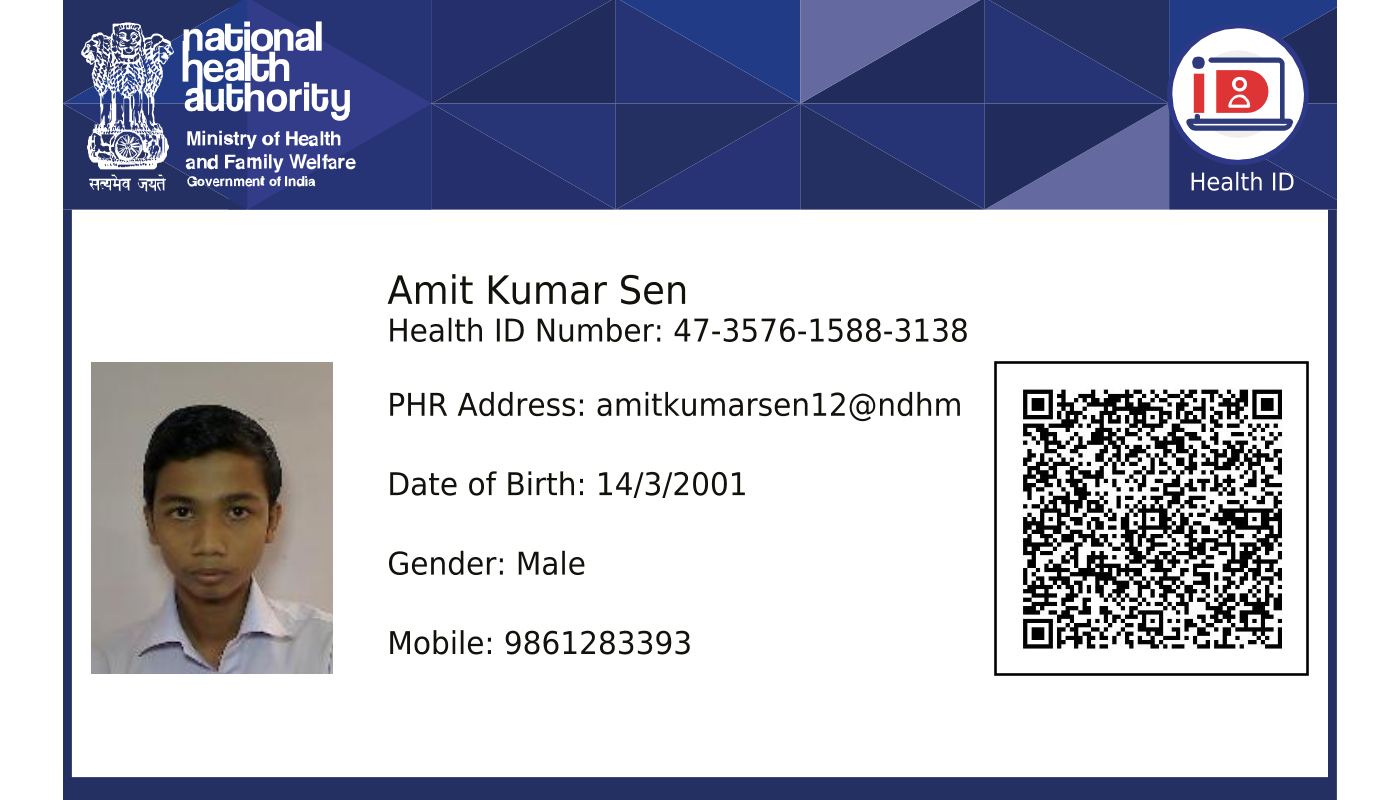 national
health
authority
Ministry of Health
and Family Welfare
Government of India
सत्यमेव जयते
Health ID
Amit Kumar Sen
Health ID Number: 47-3576-1588-3138
PHR Address: amitkumarsen12@ndhm
Date of Birth: 14/3/2001
Gender: Male
Mobile: 9861283393